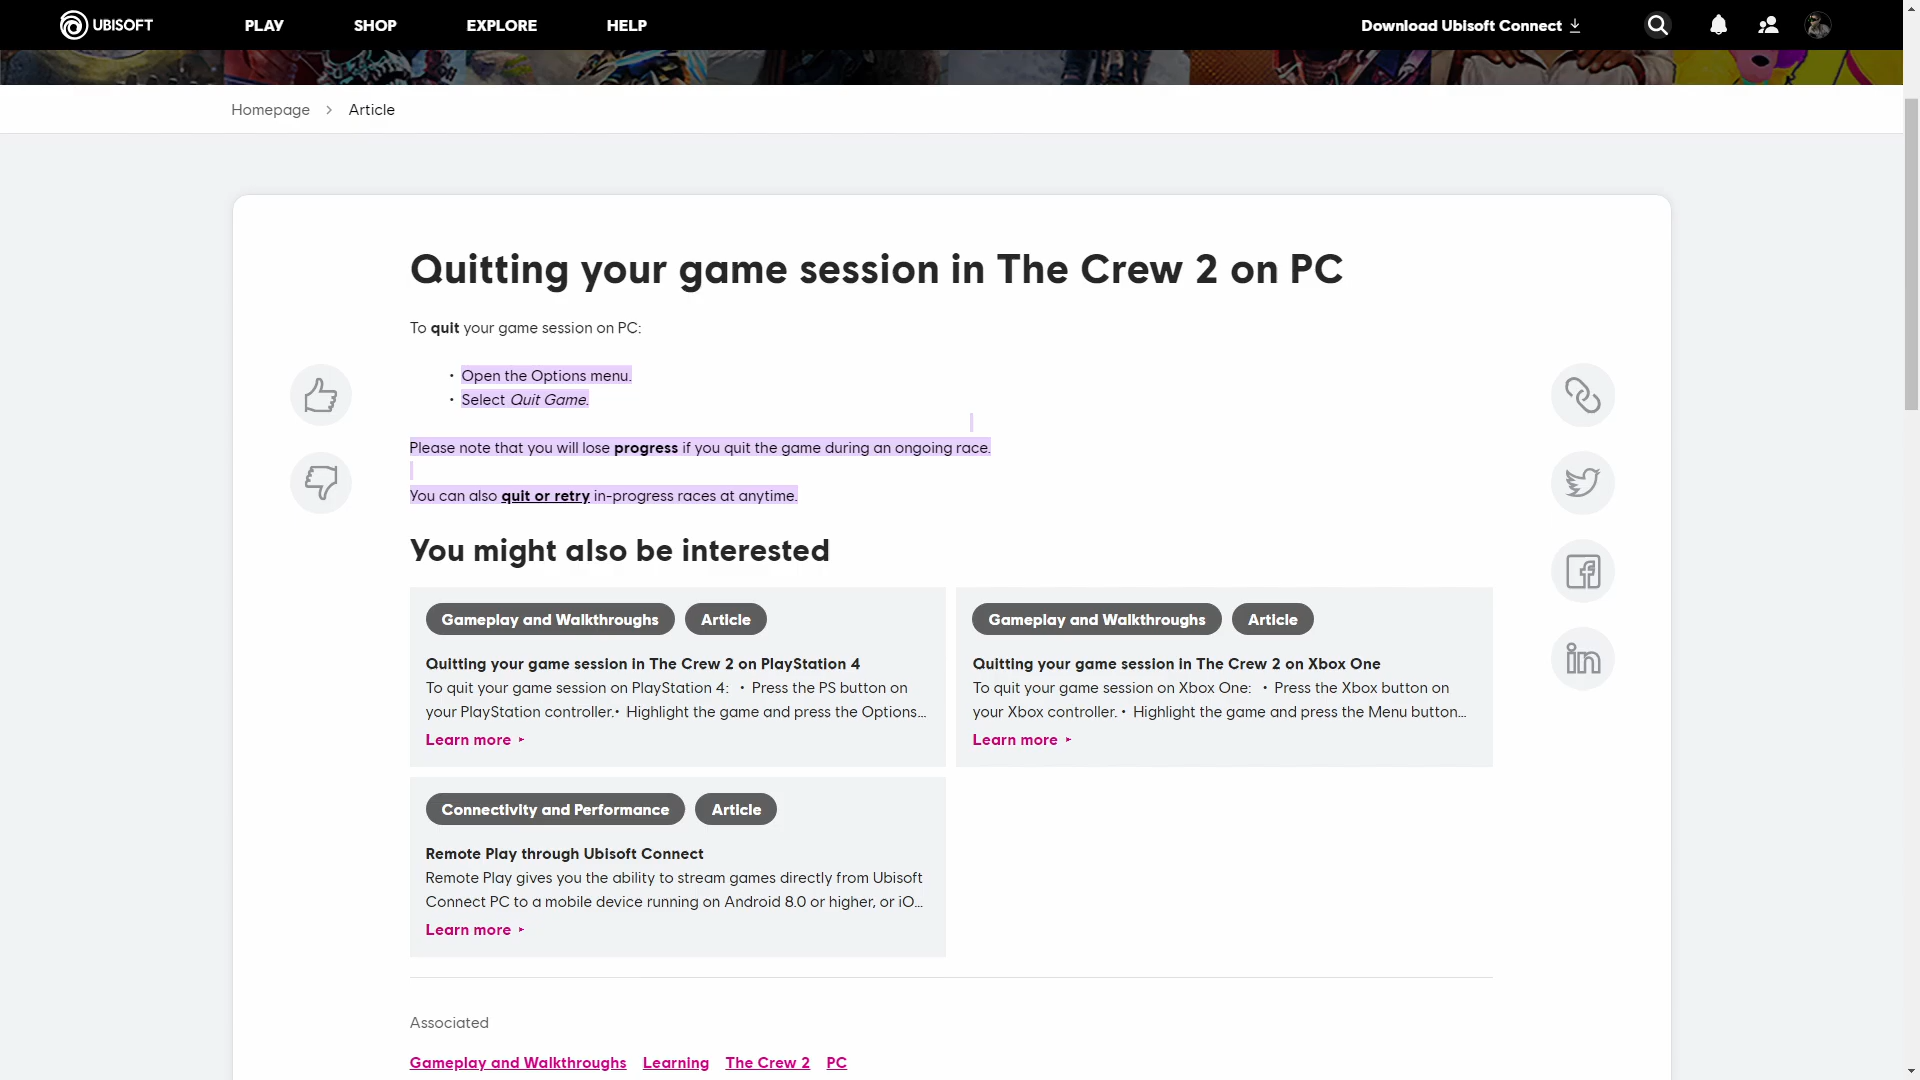 UBISOFT PLAY SHOP EXPLORE HELP Download Ubisoft Connect
Homepage > Article
Quitting your game session in The Crew 2 on PC
To quit your game session on PC:
• Open the Options menu.
• Select Quit Game.
Please note that you will lose progress if you quit the game during an ongoing race.
You can also quit or retry in-progress races at anytime.
You might also be interested
Gameplay and Walkthroughs Article
Quitting your game session in The Crew 2 on PlayStation 4
To quit your game session on PlayStation 4: • Press the PS button on
your PlayStation controller.• Highlight the game and press the Options...
Learn more
Gameplay and Walkthroughs Article
Quitting your game session in The Crew 2 on Xbox One
To quit your game session on Xbox One: • Press the Xbox button on
your Xbox controller. • Highlight the game and press the Menu button...
Learn more
Connectivity and Performance Article
Remote Play through Ubisoft Connect
Remote Play gives you the ability to stream games directly from Ubisoft
Connect PC to a mobile device running on Android 8.0 or higher, or iO...
Learn more
Associated
Gameplay and Walkthroughs Learning The Crew 2 PC